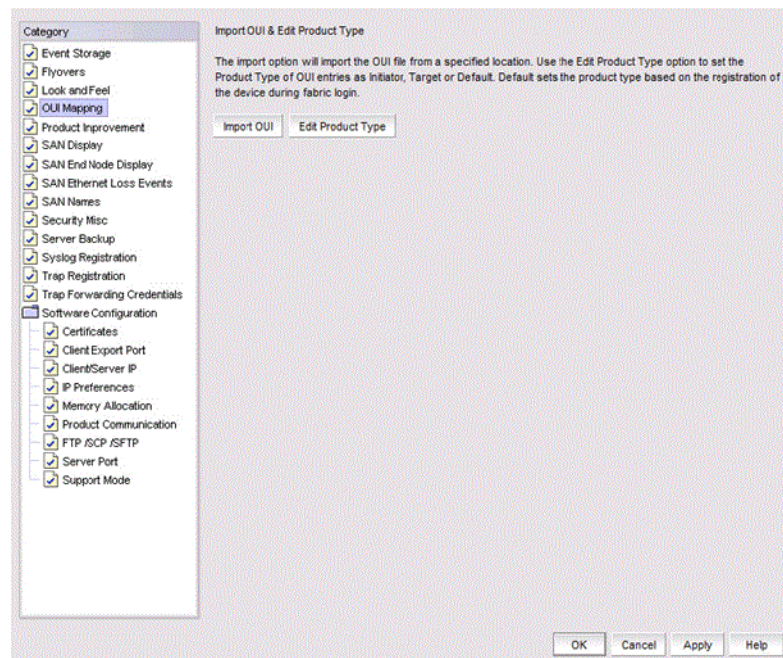 Category
Event Storage
Flyovers
Look and Feel
OUI Mapping
Product Improvement
SAN Display
SAN End Node Display
SAN Ethernet Loss Events
SAN Names
Security Misc
Server Backup
Syslog Registration
Trap Registration
Trap Forwarding Credentials
Software Configuration
Certificates
Client Export Port
Client/Server IP
IP Preferences
Memory Allocation
Product Communication
FTP /SCP /SFTP
Server Port
Support Mode
Import OUI & Edit Product Type
The import option will import the OUI file from a specified location. Use the Edit Product Type option to set the
Product Type of OUI entries as Initiator, Target or Default. Default sets the product type based on the registration of
the device during fabric login.
Import OUI Edit Product Type
OK Cancel Apply Help